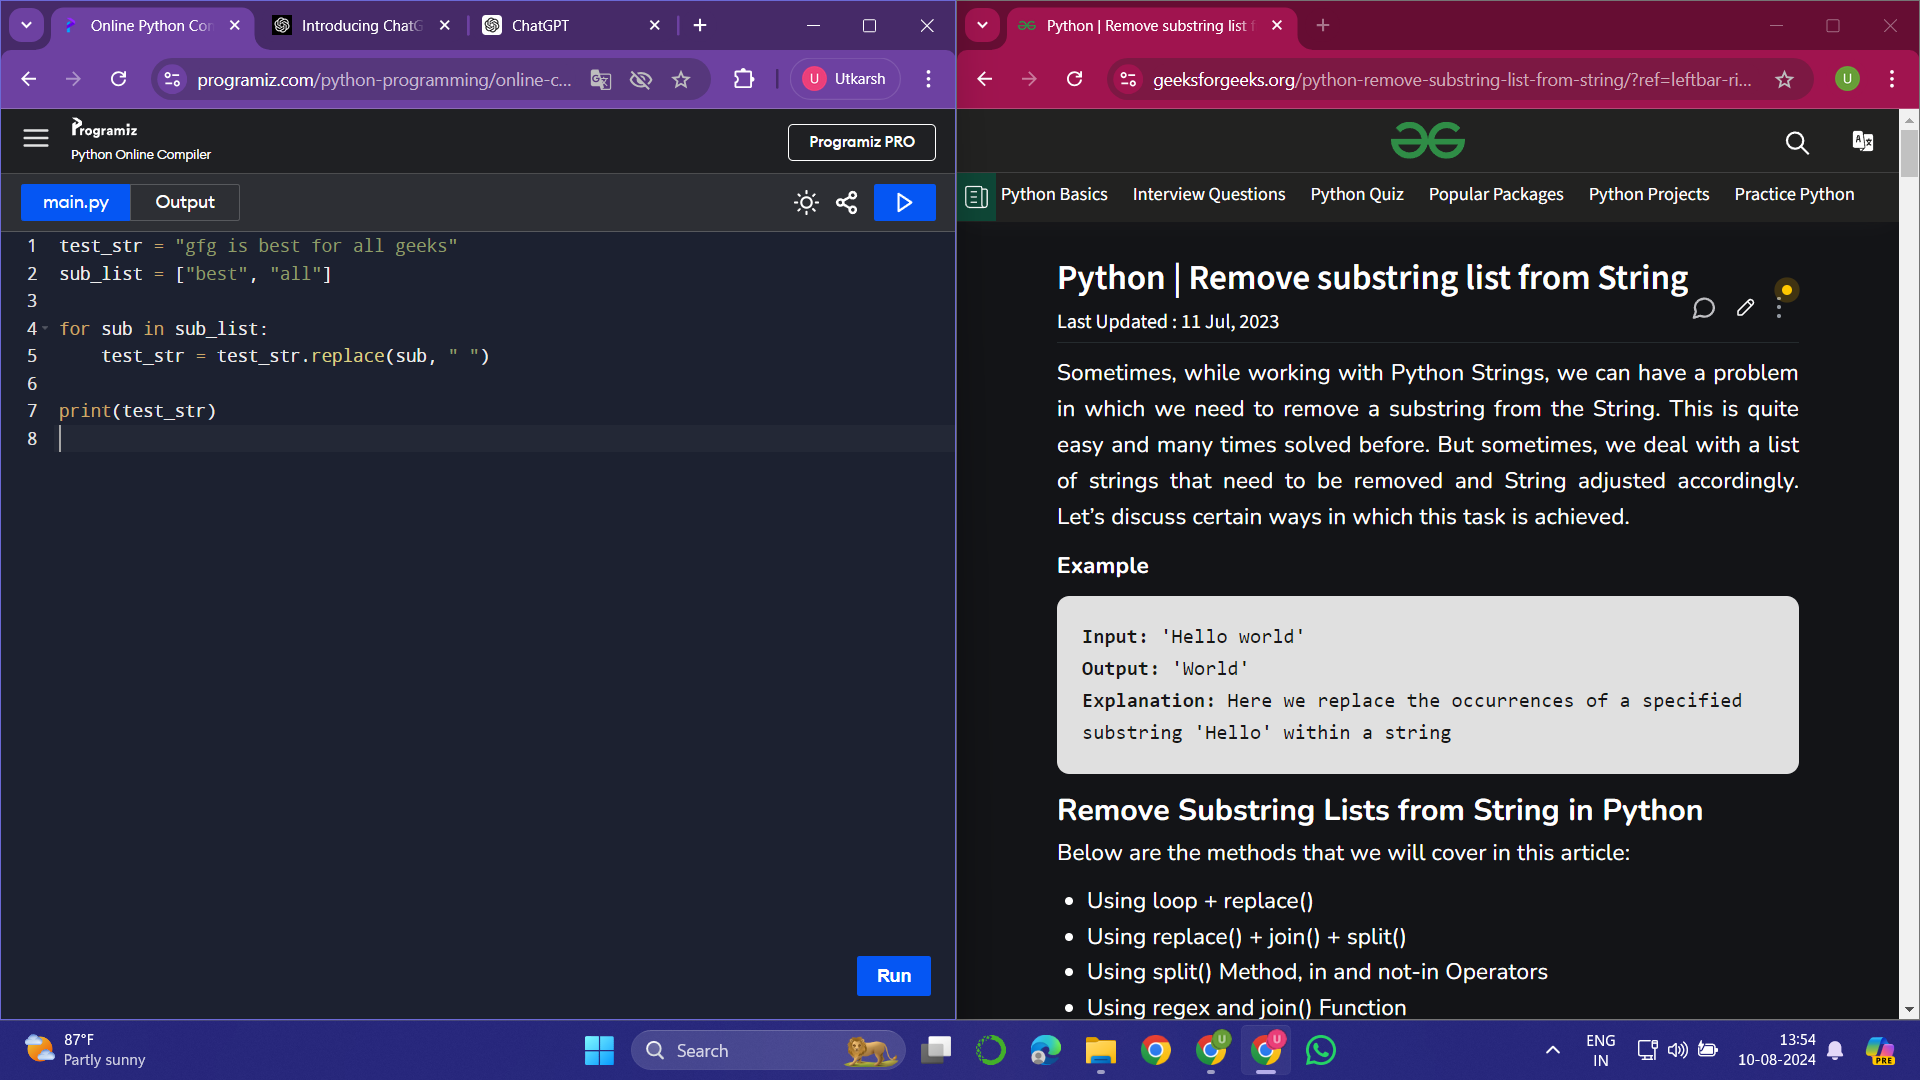 Online Python Con
Introducing ChatG
ChatGPT
programiz.com/python-programming/online-c...
U
Utkarsh
Programiz
Python Online Compiler
Programiz PRO
main.py
Output
1 test_str = "gfg is best for all geeks"
2 sub_list = ["best", "all"]
3
4 for sub in sub_list:
5 test_str = test_str.replace(sub, " ")
6
7 print(test_str)
8
Run
Python | Remove substring list f
geeksforgeeks.org/python-remove-substring-list-from-string/?ref=leftbar-ri...
U
Python Basics
Interview Questions
Python Quiz
Popular Packages
Python Projects
Practice Python
Python | Remove substring list from String
Last Updated : 11 Jul, 2023
Sometimes, while working with Python Strings, we can have a problem
in which we need to remove a substring from the String. This is quite
easy and many times solved before. But sometimes, we deal with a list
of strings that need to be removed and String adjusted accordingly.
Let’s discuss certain ways in which this task is achieved.
Example
Input: 'Hello world'
Output: 'World'
Explanation: Here we replace the occurrences of a specified
substring 'Hello' within a string
Remove Substring Lists from String in Python
Below are the methods that we will cover in this article:
• Using loop + replace()
• Using replace() + join() + split()
• Using split() Method, in and not-in Operators
• Using regex and join() Function
87°F
Partly sunny
Search
U
U
ENG
IN
13:54
10-08-2024
PRE